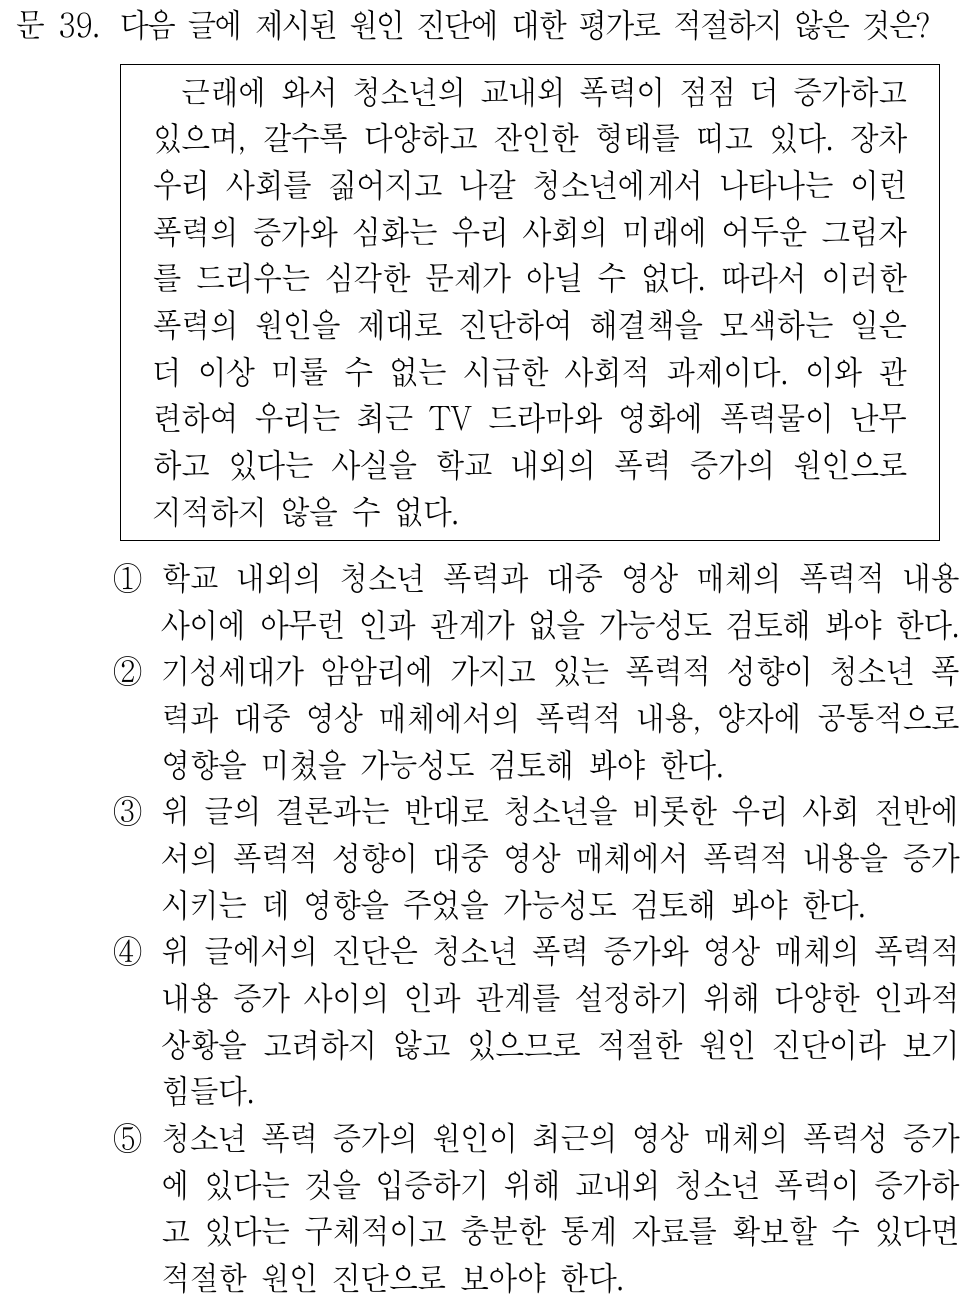 문 39. 다음 글에 제시된 원인 진단에 대한 평가로 적절하지 않은 것은?
근래에 와서 청소년의 교내외 폭력이 점점 더 증가하고
있으며, 갈수록 다양하고 잔인한 형태를 띠고 있다. 장차
우리 사회를 짊어지고 나갈 청소년에게서 나타나는 이런
폭력의 증가와 심화는 우리 사회의 미래에 어두운 그림자
를 드리우는 심각한 문제가 아닐 수 없다. 따라서 이러한
폭력의 원인을 제대로 진단하여 해결책을 모색하는 일은
더 이상 미룰 수 없는 시급한 사회적 과제이다. 이와 관
련하여 우리는 최근 TV 드라마와 영화에 폭력물이 난무
하고 있다는 사실을 학교 내외의 폭력 증가의 원인으로
지적하지 않을 수 없다.
① 학교 내외의 청소년 폭력과 대중 영상 매체의 폭력적 내용
사이에 아무런 인과 관계가 없을 가능성도 검토해 봐야 한다.
② 기성세대가 암암리에 가지고 있는 폭력적 성향이 청소년 폭
력과 대중 영상 매체에서의 폭력적 내용, 양자에 공통적으로
영향을 미쳤을 가능성도 검토해 봐야 한다.
③ 위 글의 결론과는 반대로 청소년을 비롯한 우리 사회 전반에
서의 폭력적 성향이 대중 영상 매체에서 폭력적 내용을 증가
시키는 데 영향을 주었을 가능성도 검토해 봐야 한다.
④ 위 글에서의 진단은 청소년 폭력 증가와 영상 매체의 폭력적
내용 증가 사이의 인과 관계를 설정하기 위해 다양한 인과적
상황을 고려하지 않고 있으므로 적절한 원인 진단이라 보기
힘들다.
⑤ 청소년 폭력 증가의 원인이 최근의 영상 매체의 폭력성 증가
에 있다는 것을 입증하기 위해 교내외 청소년 폭력이 증가하
고 있다는 구체적이고 충분한 통계 자료를 확보할 수 있다면
적절한 원인 진단으로 보아야 한다.